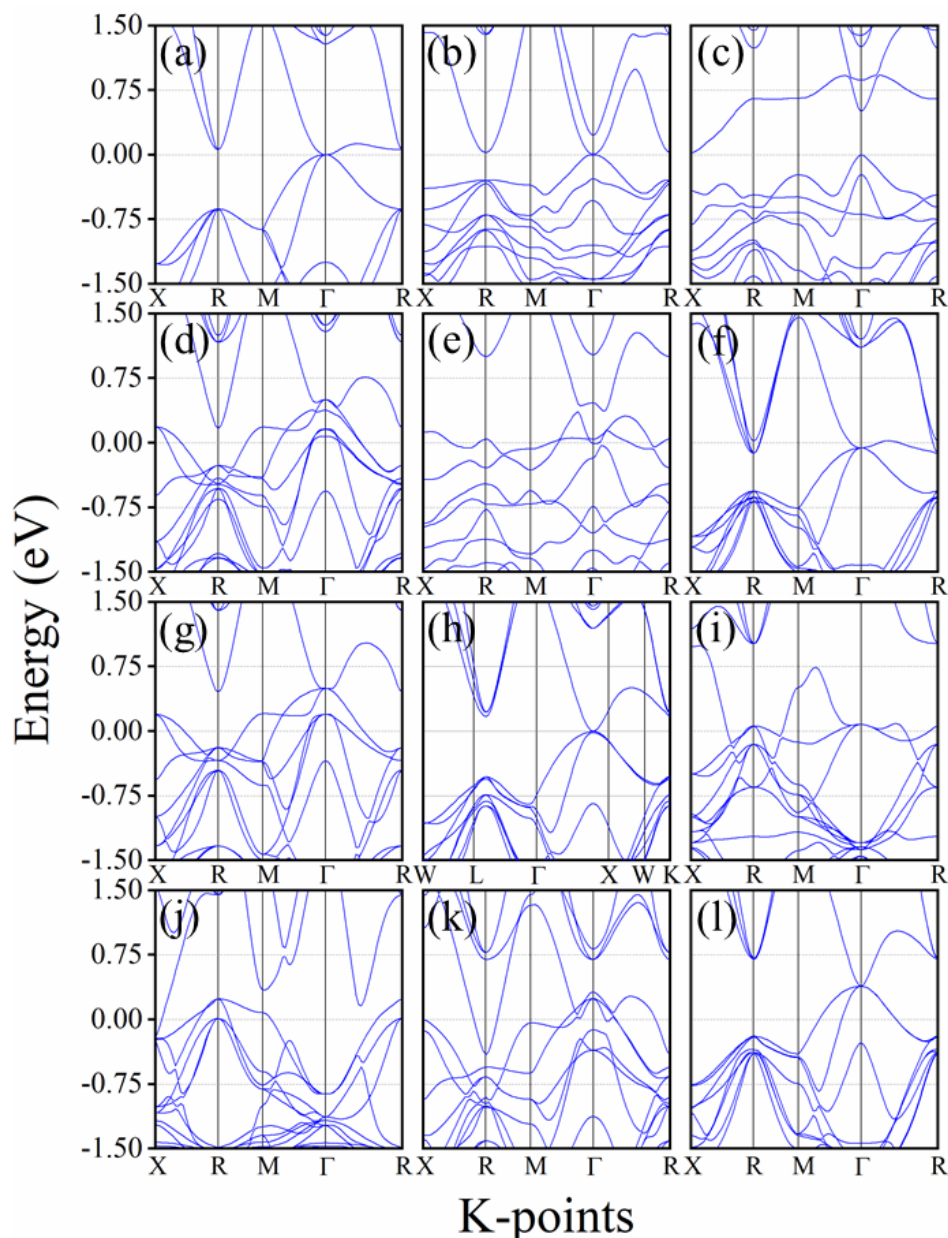 (a) (b) (c)
1.50
0.75
0.00
-0.75
-1.50
X R M Γ R X R M Γ R X R M Γ R
(d) (e) (f)
1.50
0.75
0.00
-0.75
-1.50
X R M Γ R X R M Γ R X R M Γ R
(g) (h) (i)
1.50
0.75
0.00
-0.75
-1.50
X R M Γ R W L Γ X W K X R M Γ R
(j) (k) (l)
1.50
0.75
0.00
-0.75
-1.50
X R M Γ R X R M Γ R X R M Γ R
Energy (eV)
K-points